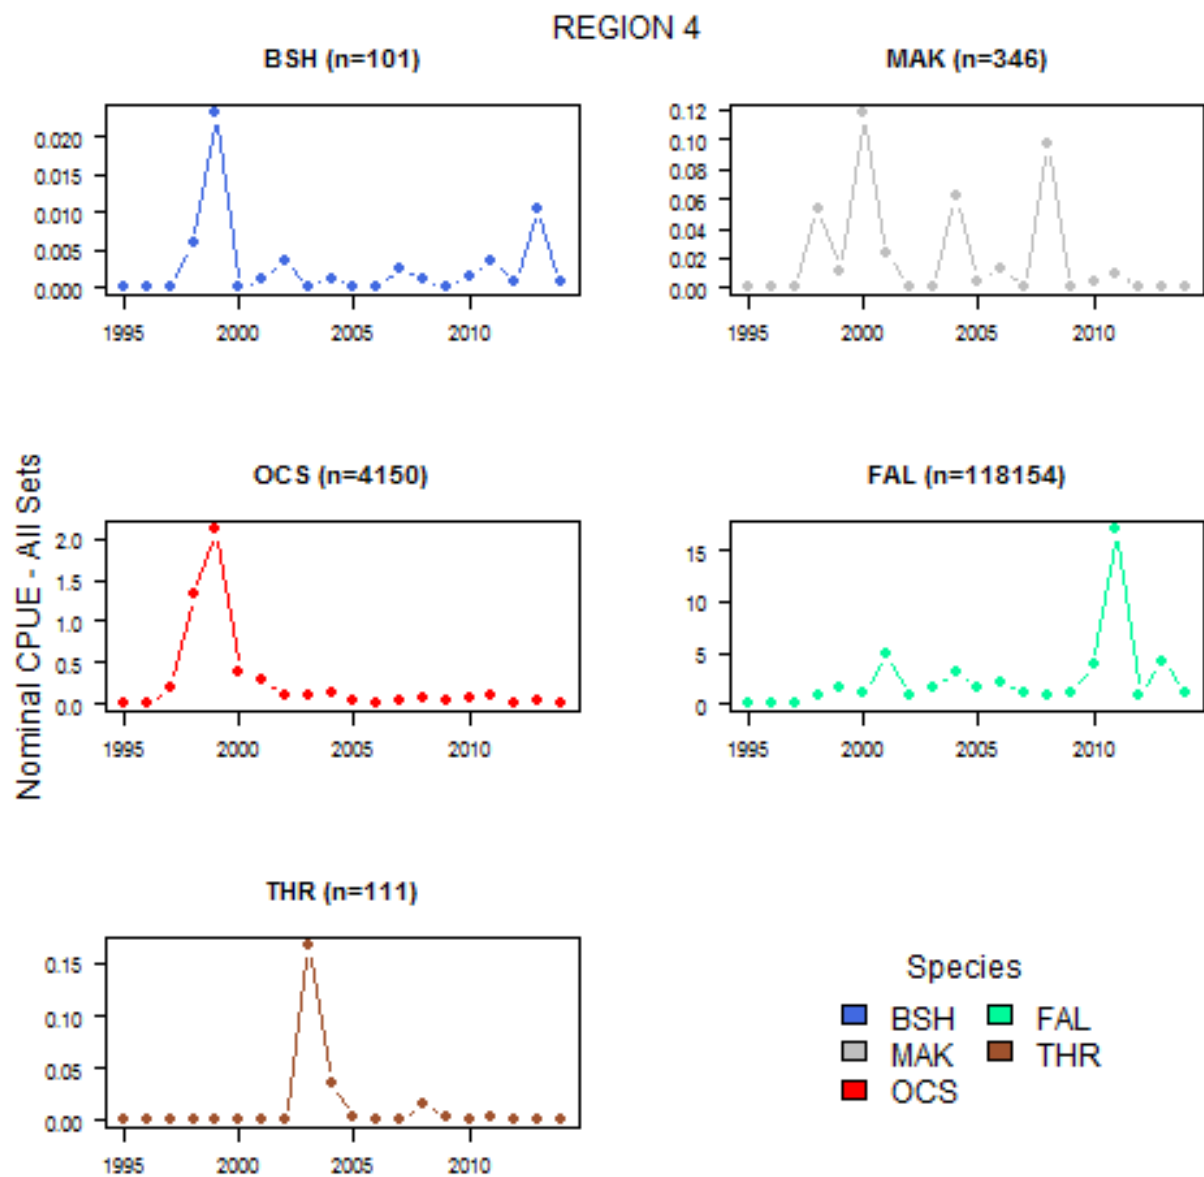 REGION 4
BSH (n=101)
0.020
0.015
0.010
0.005
0.000
1995 2000 2005 2010
MAK (n=346)
0.12
0.10
0.08
0.06
0.04
0.02
0.00
1995 2000 2005 2010
Nominal CPUE - All Sets
OCS (n=4150)
2.0
1.5
1.0
0.5
0.0
1995 2000 2005 2010
FAL (n=118154)
15
10
5
0
1995 2000 2005 2010
THR (n=111)
0.15
0.10
0.05
0.00
1995 2000 2005 2010
Species
BSH FAL
MAK THR
OCS